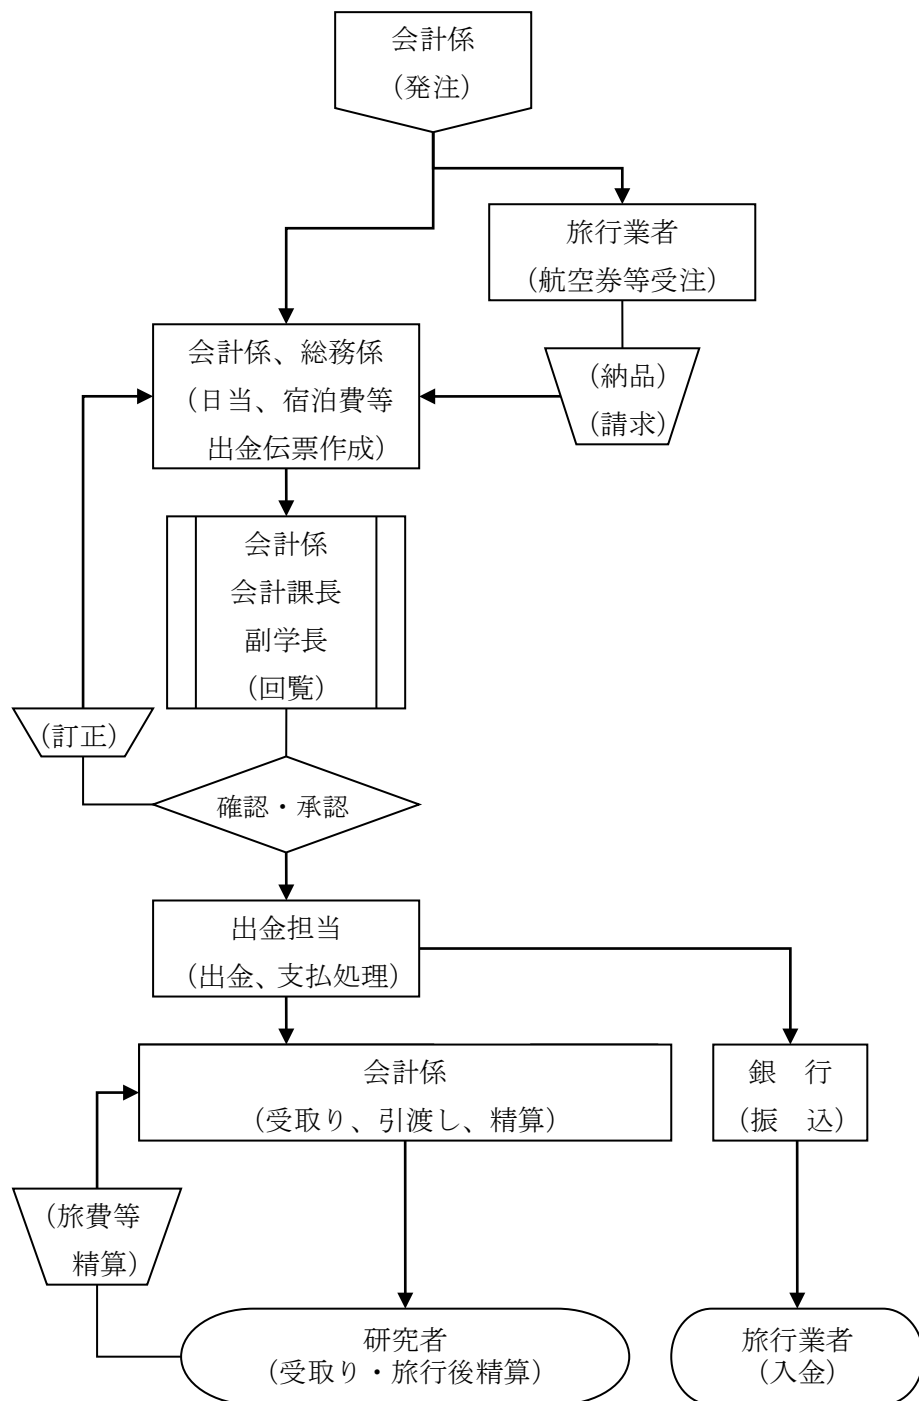 会計係
（発注）
旅行業者
（航空券等受注）
会計係、総務係
（日当、宿泊費等
出金伝票作成）
（納品）
（請求）
会計係
会計課長
副学長
（回覧）
（訂正）
確認・承認
出金担当
（出金、支払処理）
会計係
（受取り、引渡し、精算）
銀　行
（振　込）
（旅費等
精算）
研究者
（受取り・旅行後精算）
旅行業者
（入金）